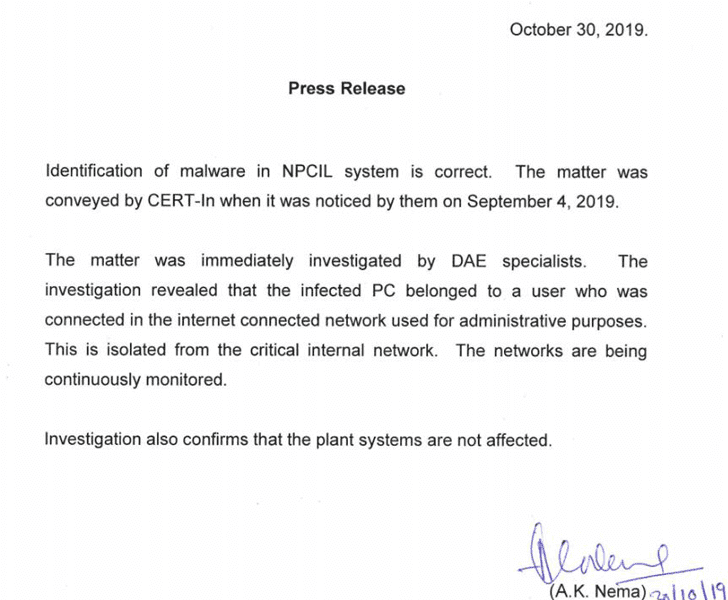 October 30, 2019.
Press Release
Identification of malware in NPCIL system is correct. The matter was
conveyed by CERT-In when it was noticed by them on September 4, 2019.
The matter was immediately investigated by DAE specialists. The
investigation revealed that the infected PC belonged to a user who was
connected in the internet connected network used for administrative purposes.
This is isolated from the critical internal network. The networks are being
continuously monitored.
Investigation also confirms that the plant systems are not affected.
(A.K. Nema)